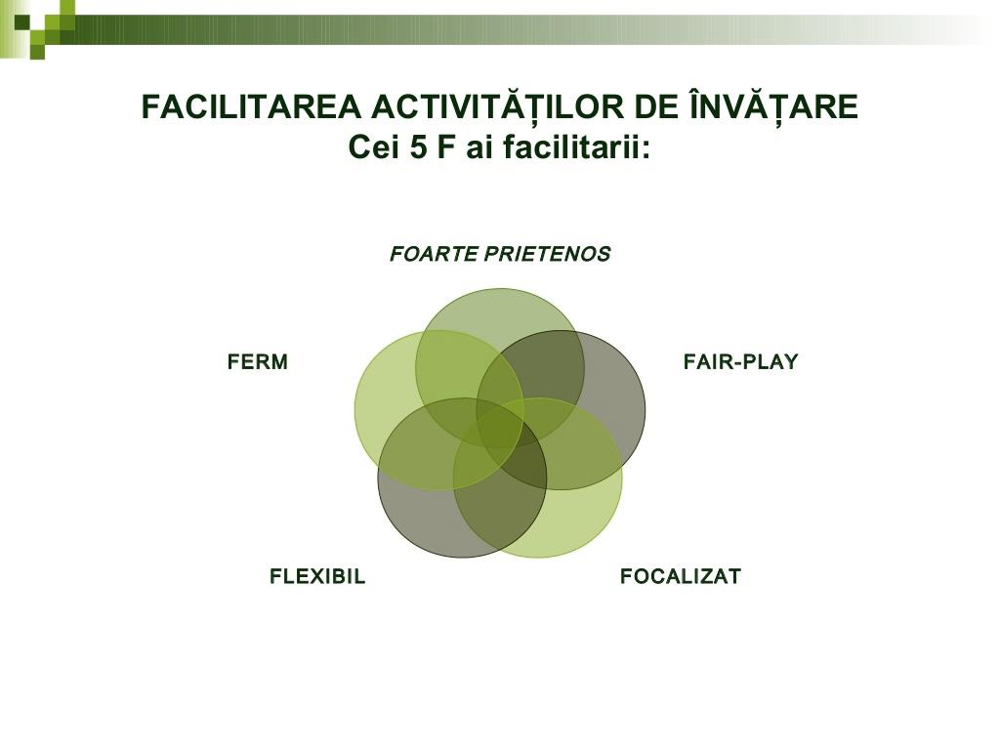 FACILITAREA ACTIVITĂȚILOR DE ÎNVĂȚARE
Cei 5 F ai facilitarii:
FOARTE PRIETENOS
FERM
FAIR-PLAY
FLEXIBIL
FOCALIZAT